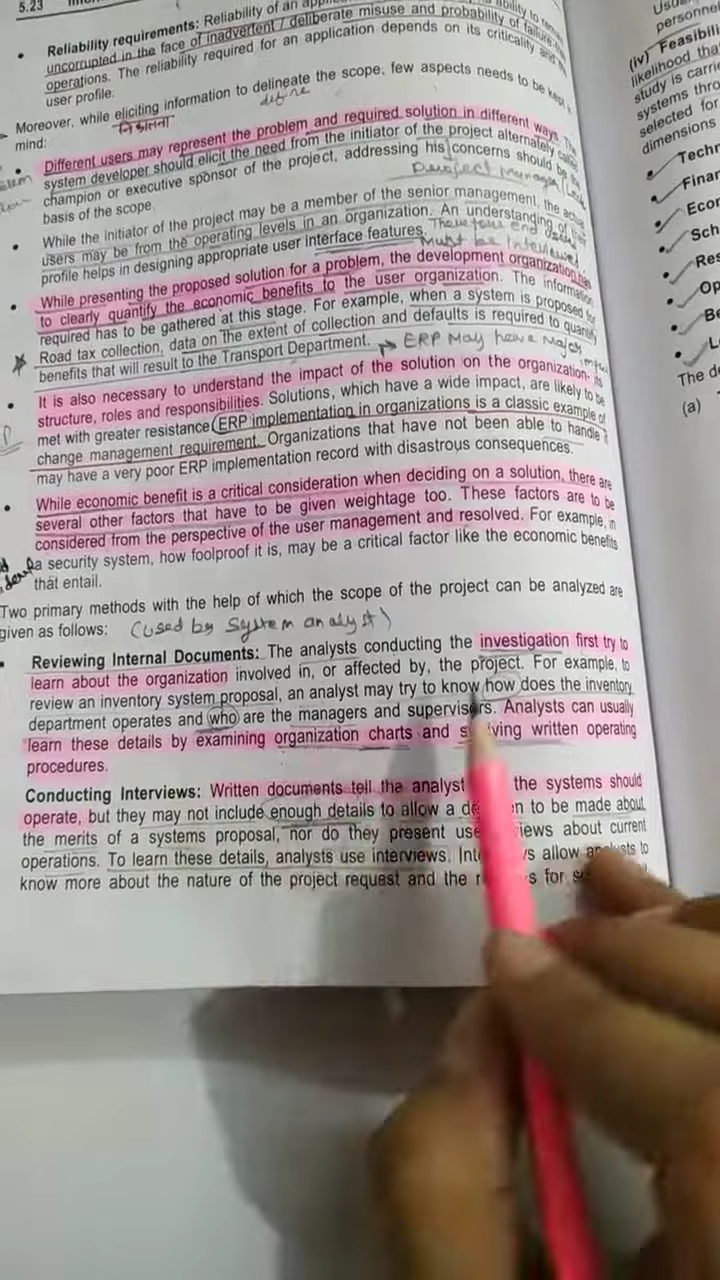 5.23
Reliability requirements: Reliability of an
uncorrupted in the face of inadvertent / deliberate misuse and probability of failure
operations. The reliability required for an application depends on its criticality and
user profile.
Moreover, while eliciting information to delineate the scope, few aspects needs to be kept
निकालना define
mind:
Different users may represent the problem and required solution in different ways. The
system developer should elicit the need from the initiator of the project alternately called
champion or executive sponsor of the project, addressing his concerns should be the
basis of the scope.
While the initiator of the project may be a member of the senior management, the actual
users may be from the operating levels in an organization. An understanding of their
profile helps in designing appropriate user interface features. Therefore end users
Must be Interviewed
While presenting the proposed solution for a problem, the development organization has
to clearly quantify the economic benefits to the user organization. The information
required has to be gathered at this stage. For example, when a system is proposed for
Road tax collection, data on the extent of collection and defaults is required to quantify
benefits that will result to the Transport Department. → ERP May have Major
It is also necessary to understand the impact of the solution on the organization- its
structure, roles and responsibilities. Solutions, which have a wide impact, are likely to be
met with greater resistance. ERP implementation in organizations is a classic example of
change management requirement. Organizations that have not been able to handle it
may have a very poor ERP implementation record with disastrous consequences.
While economic benefit is a critical consideration when deciding on a solution, there are
several other factors that have to be given weightage too. These factors are to be
considered from the perspective of the user management and resolved. For example, in
a security system, how foolproof it is, may be a critical factor like the economic benefits
that entail.
Two primary methods with the help of which the scope of the project can be analyzed are
given as follows: (used by system analyst)
Reviewing Internal Documents: The analysts conducting the investigation first try to
learn about the organization involved in, or affected by, the project. For example, to
review an inventory system proposal, an analyst may try to know how does the inventory
department operates and who are the managers and supervisors. Analysts can usually
learn these details by examining organization charts and written operating
procedures.
Conducting Interviews: Written documents tell the analyst the systems should
operate, but they may not include enough details to allow a to be made about
the merits of a systems proposal, nor do they present about current
operations. To learn these details, analysts use interviews. allow
know more about the nature of the project request and the for
personnel
(iv)
likelihood
study is
selected for
dimensions
The
(a)